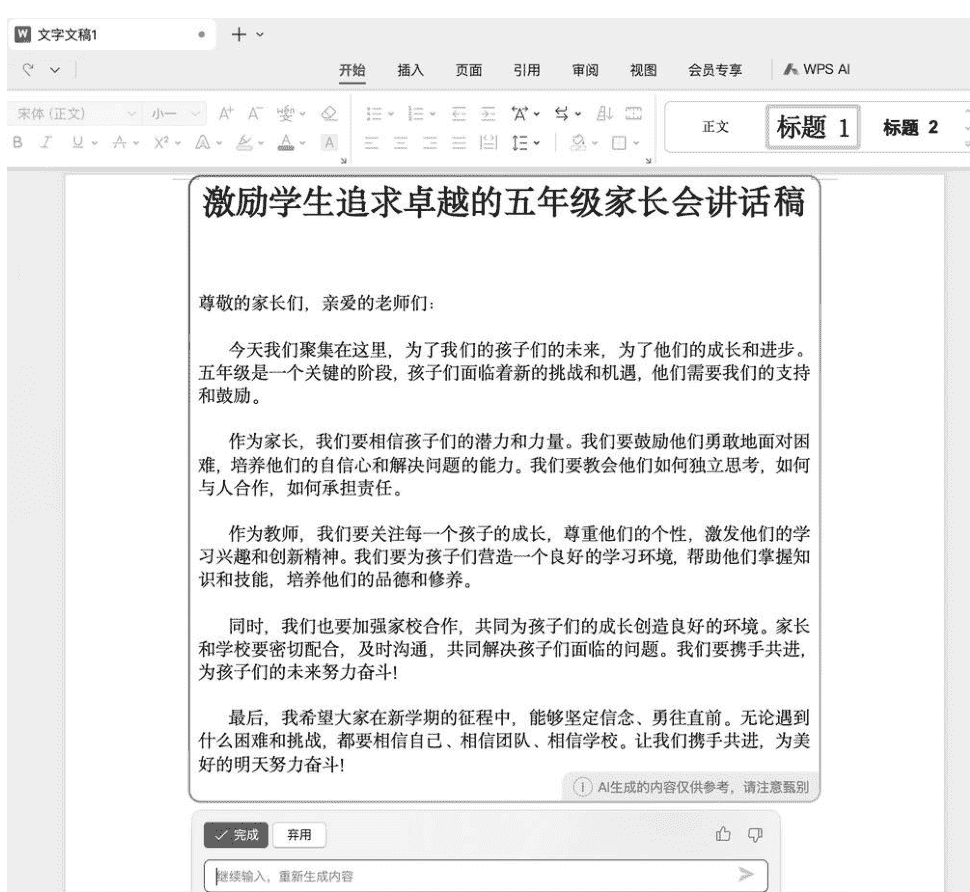 W 文字文稿1
开始 插入 页面 引用 审阅 视图 会员专享 WPS AI
宋体 (正文) 小一 A+ A-
B I U A X² A A A 正文 标题 1 标题 2
激励学生追求卓越的五年级家长会讲话稿
尊敬的家长们，亲爱的老师们：
今天我们聚集在这里，为了我们的孩子们的未来，为了他们的成长和进步。
五年级是一个关键的阶段，孩子们面临着新的挑战和机遇，他们需要我们的支持
和鼓励。
作为家长，我们要相信孩子们的潜力和力量。我们要鼓励他们勇敢地面对困
难，培养他们的自信心和解决问题的能力。我们要教会他们如何独立思考，如何
与人合作，如何承担责任。
作为教师，我们要关注每一个孩子的成长，尊重他们的个性，激发他们的学
习兴趣和创新精神。我们要为孩子们营造一个良好的学习环境，帮助他们掌握知
识和技能，培养他们的品德和修养。
同时，我们也要加强家校合作，共同为孩子们的成长创造良好的环境。家长
和学校要密切配合，及时沟通，共同解决孩子们面临的问题。我们要携手共进，
为孩子们的未来努力奋斗！
最后，我希望大家在新学期的征程中，能够坚定信念、勇往直前。无论遇到
什么困难和挑战，都要相信自己、相信团队、相信学校。让我们携手共进，为美
好的明天努力奋斗！
AI生成的内容仅供参考，请注意甄别
完成 弃用
继续输入，重新生成内容